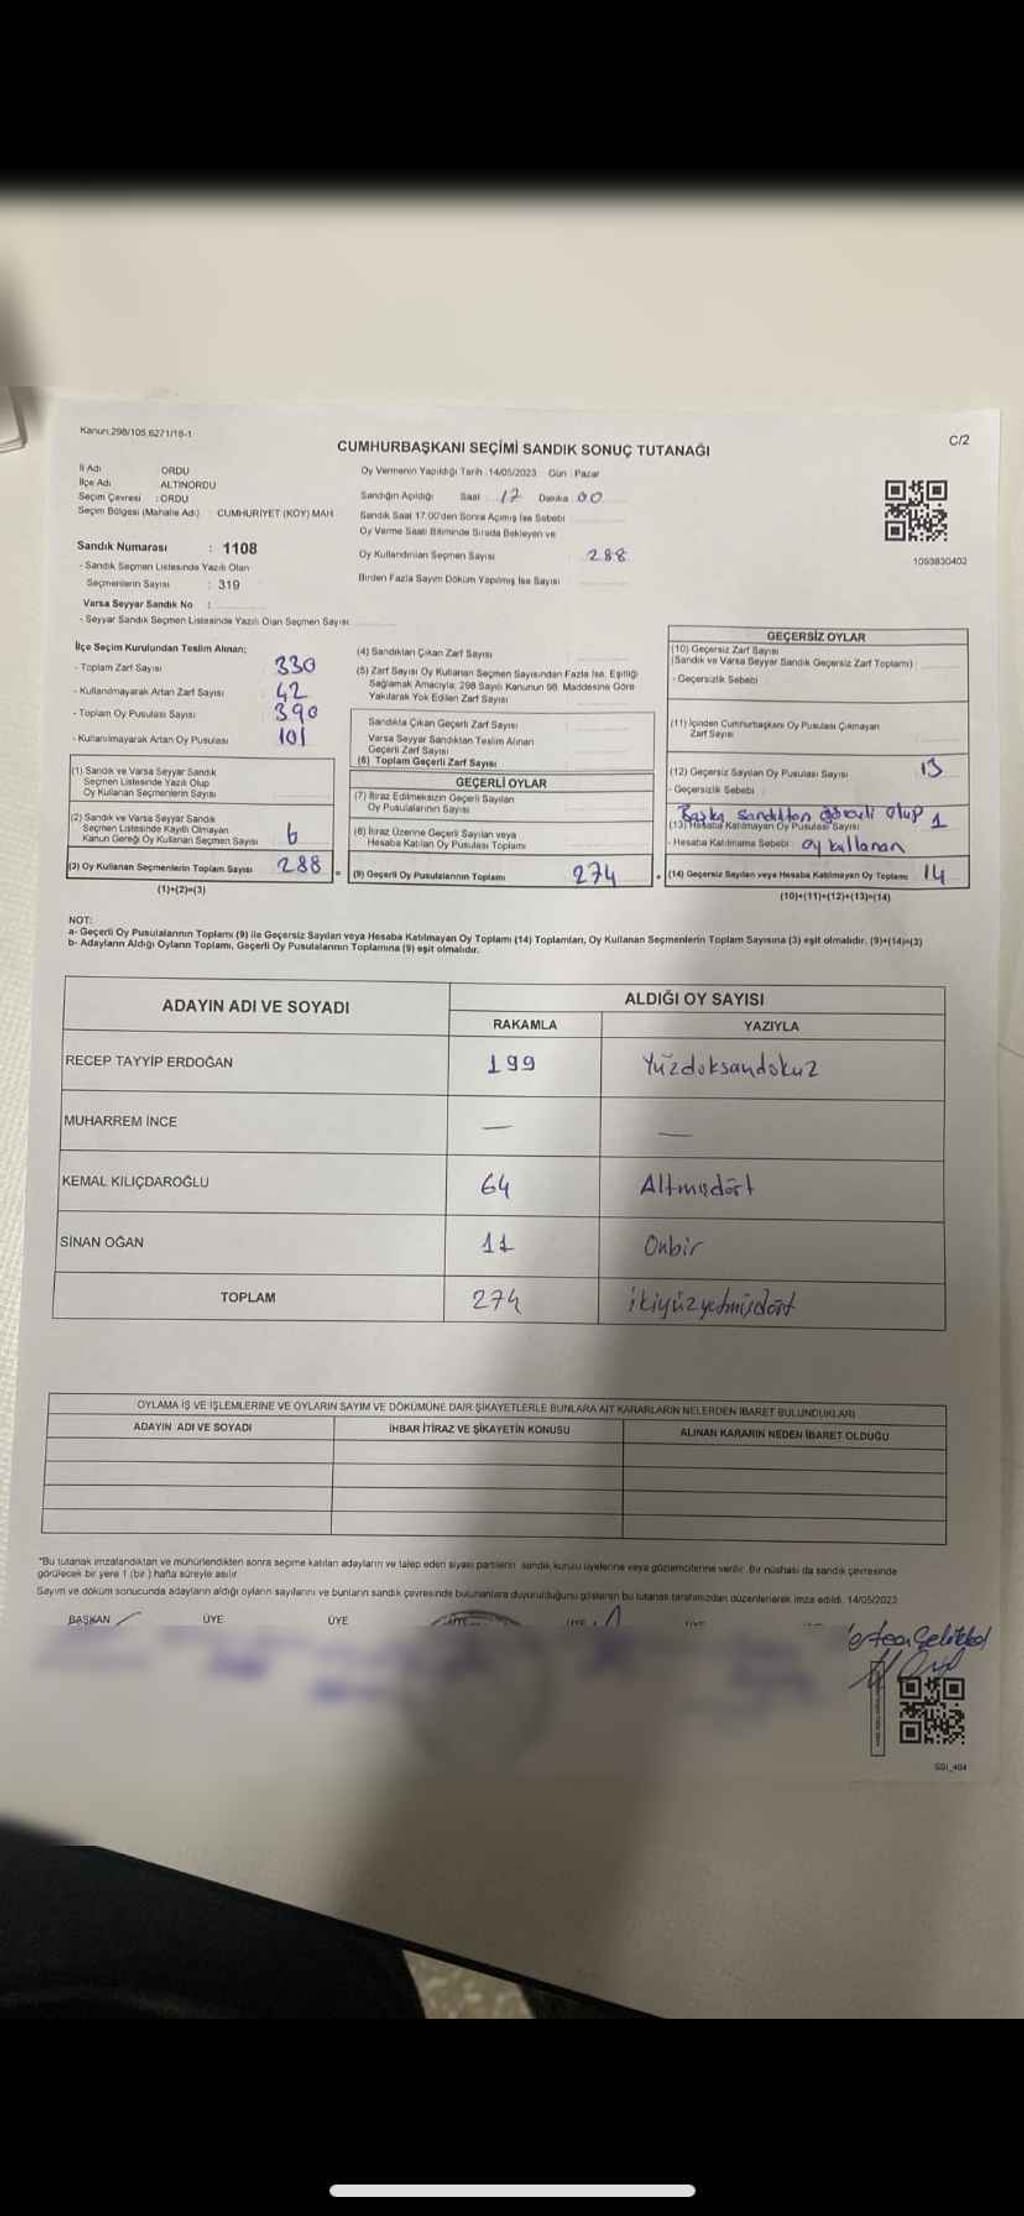 Kanun:298/105,6271/18-1
C/2
CUMHURBAŞKANI SEÇİMİ SANDIK SONUÇ TUTANAĞI
İl Adı ORDU
İlçe Adı ALTINORDU
Seçim Çevresi : ORDU
Seçim Bölgesi (Mahalle Adı) : CUMHURİYET (KÖY) MAH
Sandık Numarası : 1108
- Sandık Seçmen Listesinde Yazılı Olan
Seçmenlerin Sayısı : 319
Varsa Seyyar Sandık No :
- Seyyar Sandık Seçmen Listesinde Yazılı Olan Seçmen Sayısı:
Oy Vermenin Yapıldığı Tarih :14/05/2023 Gün : Pazar
Sandığın Açıldığı Saat 17 Dakika 00
Sandık Saat 17.00'den Sonra Açılmış İse Sebebi
Oy Verme Saati Bitiminde Sırada Bekleyen ve
Oy Kullandırılan Seçmen Sayısı 288
Birden Fazla Sayım Döküm Yapılmış İse Sayısı
1093830402
İlçe Seçim Kurulundan Teslim Alınan;
- Toplam Zarf Sayısı 330
- Kullanılmayarak Artan Zarf Sayısı 42
- Toplam Oy Pusulası Sayısı 390
- Kullanılmayarak Artan Oy Pusulası 101
(1) Sandık ve Varsa Seyyar Sandık
Seçmen Listesinde Yazılı Olup
Oy Kullanan Seçmenlerin Sayısı
(2) Sandık ve Varsa Seyyar Sandık
Seçmen Listesinde Kayıtlı Olmayan
Kanun Gereği Oy Kullanan Seçmen Sayısı 6
(3) Oy Kullanan Seçmenlerin Toplam Sayısı 288
(1)+(2)=(3)
(4) Sandıktan Çıkan Zarf Sayısı
(5) Zarf Sayısı Oy Kullanan Seçmen Sayısından Fazla İse, Eşitliği
Sağlamak Amacıyla, 298 Sayılı Kanunun 98. Maddesine Göre
Yakılarak Yok Edilen Zarf Sayısı
Sandıkta Çıkan Geçerli Zarf Sayısı
Varsa Seyyar Sandıktan Teslim Alınan
Geçerli Zarf Sayısı
(6) Toplam Geçerli Zarf Sayısı
GEÇERLİ OYLAR
(7) İtiraz Edilmeksizin Geçerli Sayılan
Oy Pusulalarının Sayısı
(8) İtiraz Üzerine Geçerli Sayılan veya
Hesaba Katılan Oy Pusulası Toplamı
(9) Geçerli Oy Pusulalarının Toplamı 274
GEÇERSİZ OYLAR
(10) Geçersiz Zarf Sayısı
(Sandık ve Varsa Seyyar Sandık Geçersiz Zarf Toplamı)
- Geçersizlik Sebebi
(11) İçinden Cumhurbaşkanı Oy Pusulası Çıkmayan
Zarf Sayısı
(12) Geçersiz Sayılan Oy Pusulası Sayısı 13
- Geçersizlik Sebebi
Başka sandıktan görevli olup 1
(13) Hesaba Katılmayan Oy Pusulası Sayısı
- Hesaba Katılmama Sebebi oy kullanan
(14) Geçersiz Sayılan veya Hesaba Katılmayan Oy Toplamı 14
(10)+(11)+(12)+(13)=(14)
NOT:
a- Geçerli Oy Pusulalarının Toplamı (9) ile Geçersiz Sayılan veya Hesaba Katılmayan Oy Toplamı (14) Toplamları, Oy Kullanan Seçmenlerin Toplam Sayısına (3) eşit olmalıdır. (9)+(14)=(3)
b- Adayların Aldığı Oyların Toplamı, Geçerli Oy Pusulalarının Toplamına (9) eşit olmalıdır.
ADAYIN ADI VE SOYADI ALDIĞI OY SAYISI
RAKAMLA YAZIYLA
RECEP TAYYİP ERDOĞAN 199 Yüzdoksandokuz
MUHARREM İNCE — —
KEMAL KILIÇDAROĞLU 64 Altmışdört
SİNAN OĞAN 11 Onbir
TOPLAM 274 ikiyüzyetmişdört
OYLAMA İŞ VE İŞLEMLERİNE VE OYLARIN SAYIM VE DÖKÜMÜNE DAİR ŞİKAYETLERLE BUNLARA AİT KARARLARIN NELERDEN İBARET BULUNDUKLARI
ADAYIN ADI VE SOYADI İHBAR İTİRAZ VE ŞİKAYETİN KONUSU ALINAN KARARIN NEDEN İBARET OLDUĞU
"Bu tutanak imzalandıktan ve mühürlendikten sonra seçime katılan adayların ve talep eden siyasi partilerin sandık kurulu üyelerine veya gözlemcilerine verilir. Bir nüshası da sandık çevresinde
görülecek bir yere 1 (bir) hafta süreyle asılır.
Sayım ve döküm sonucunda adayların aldığı oyların sayılarını ve bunların sandık çevresinde bulunanlara duyurulduğunu gösteren bu tutanak tarafımızdan düzenlenerek imza edildi. 14/05/2023
BAŞKAN ÜYE ÜYE